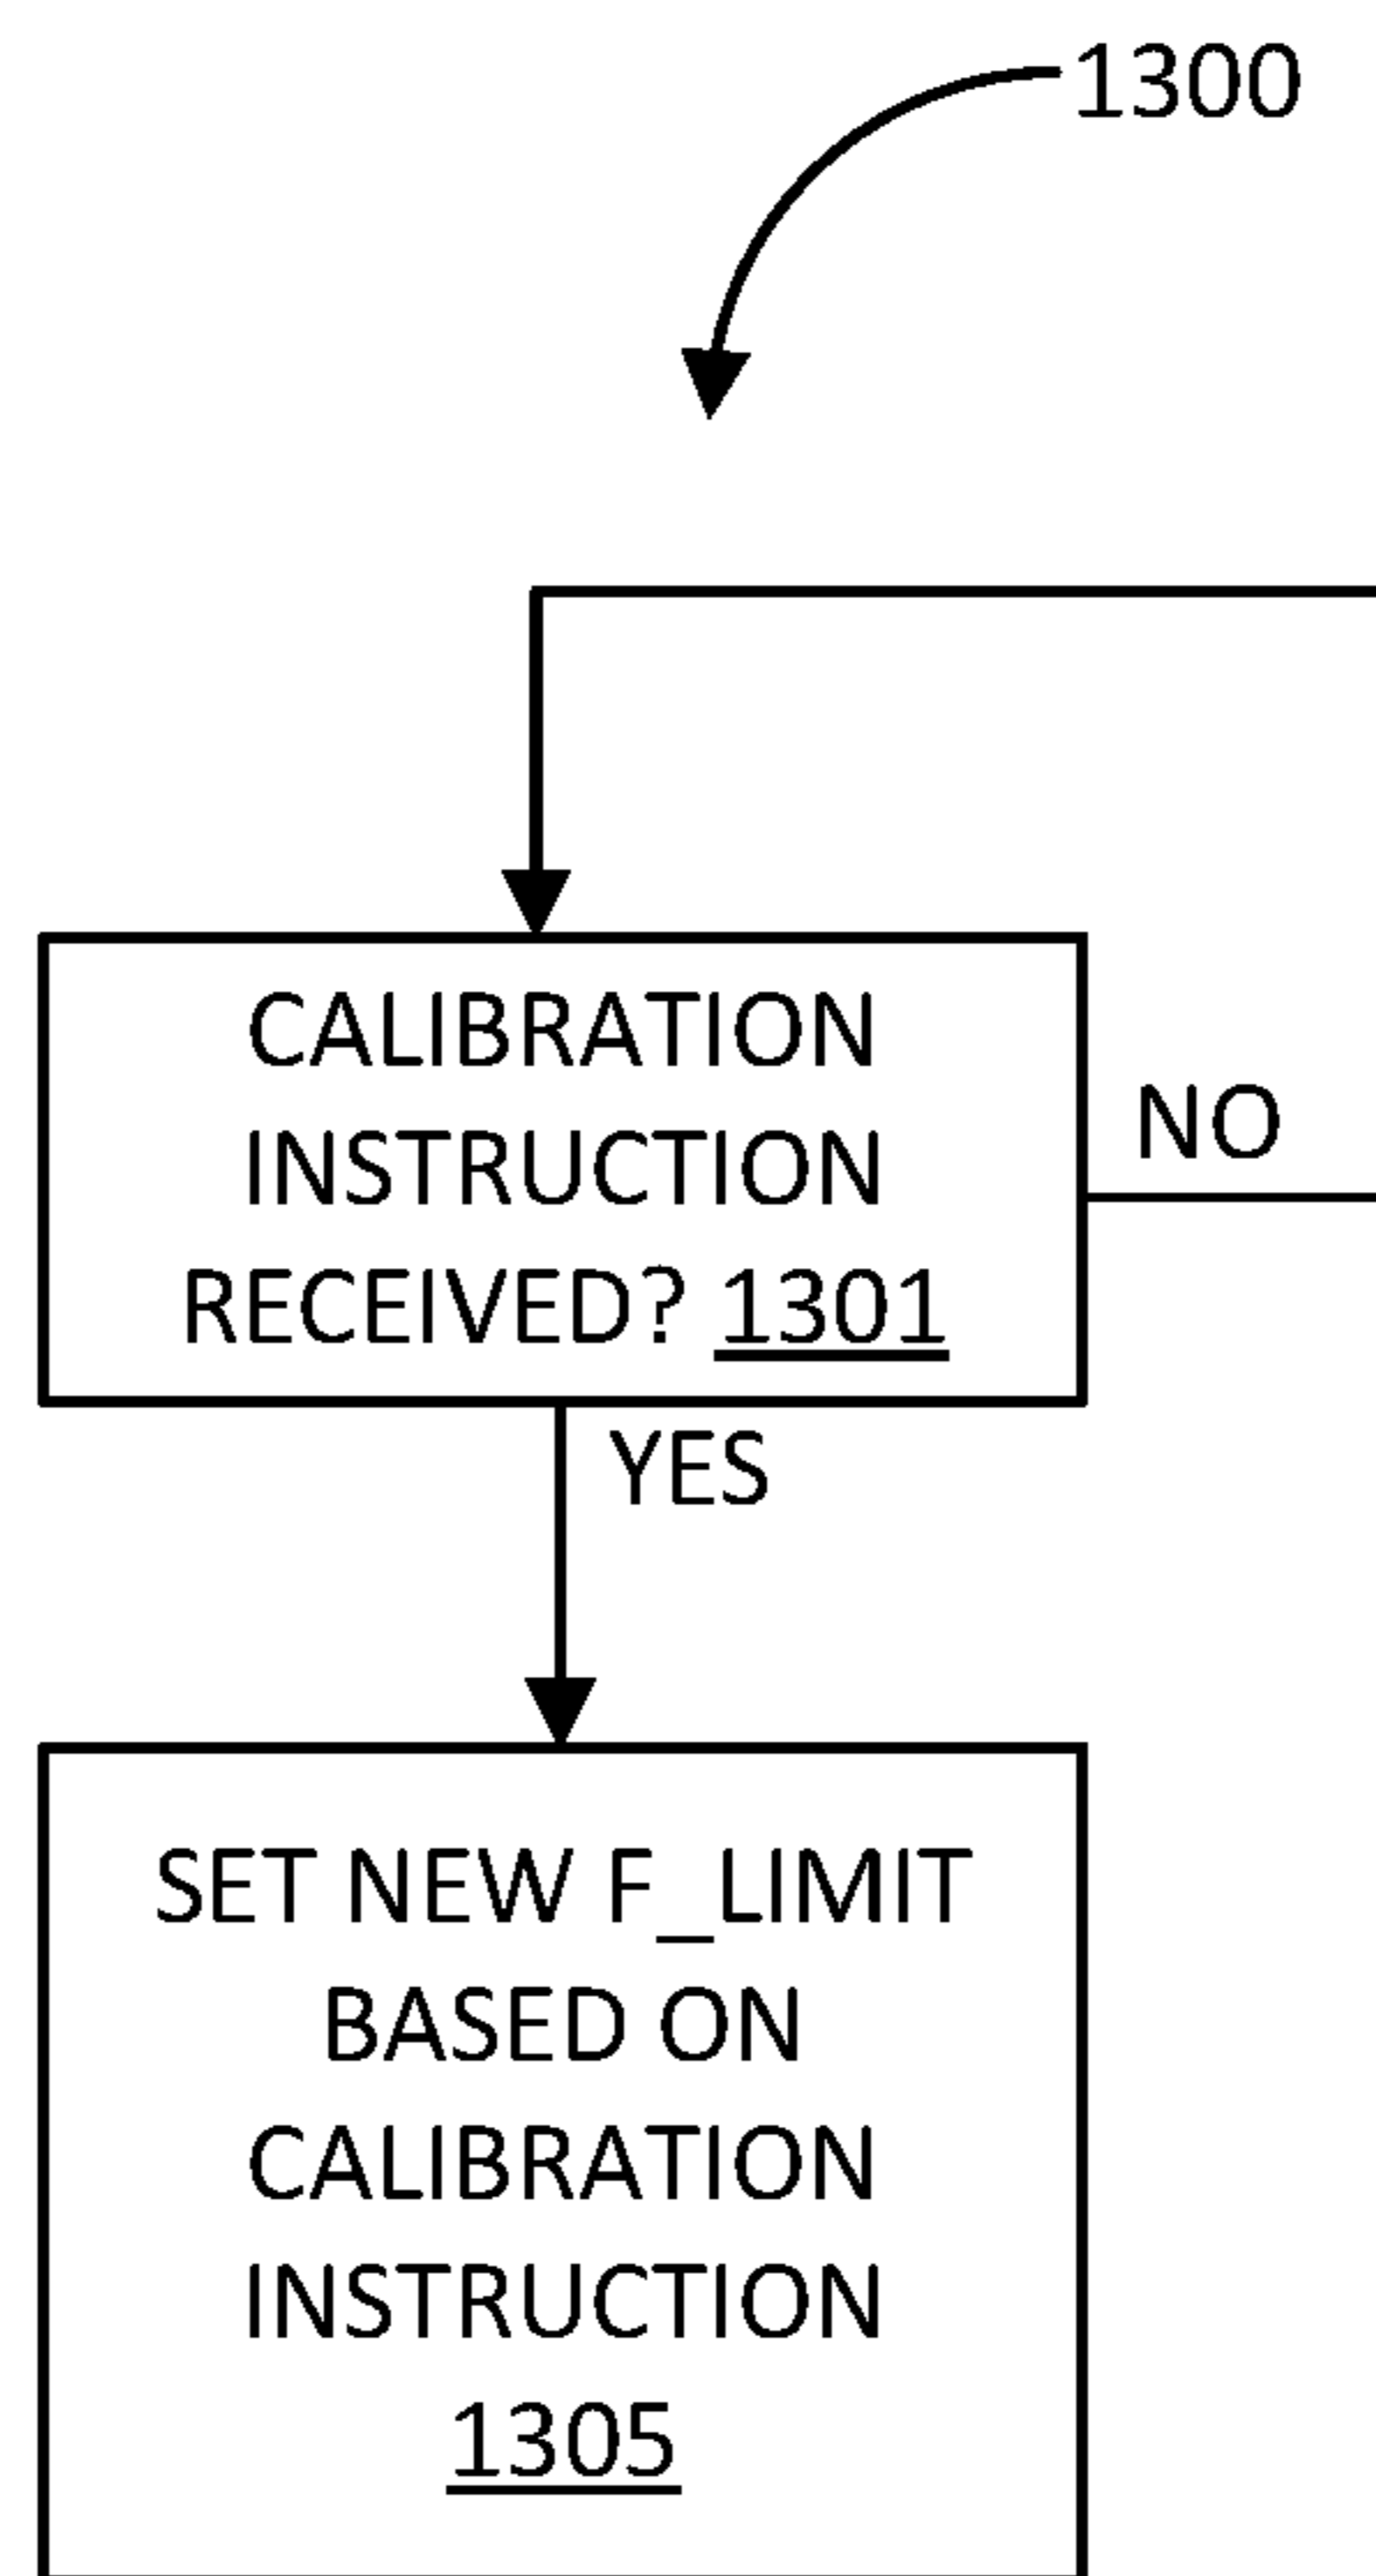 1300
CALIBRATION
INSTRUCTION
RECEIVED? 1301
NO
YES
SET NEW F_LIMIT
BASED ON
CALIBRATION
INSTRUCTION
1305